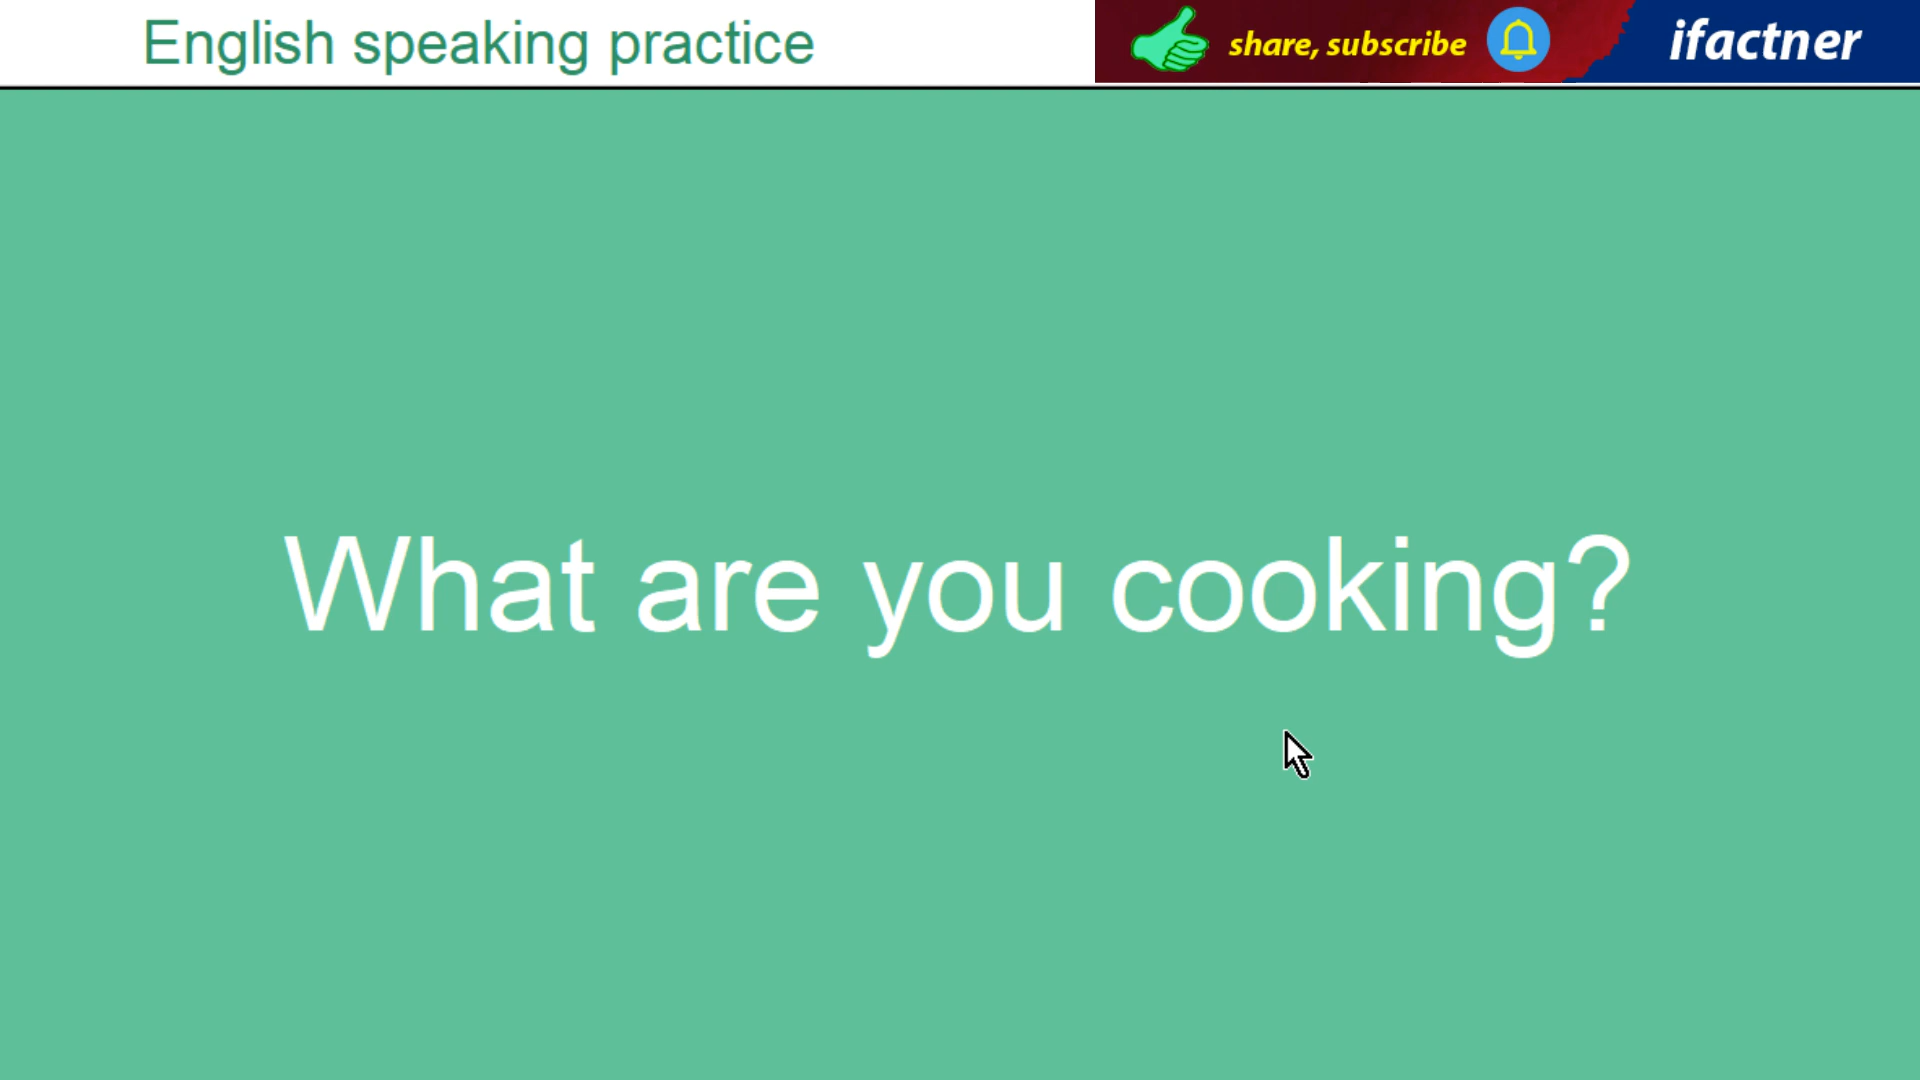 English speaking practice
share, subscribe
ifactner
What are you cooking?